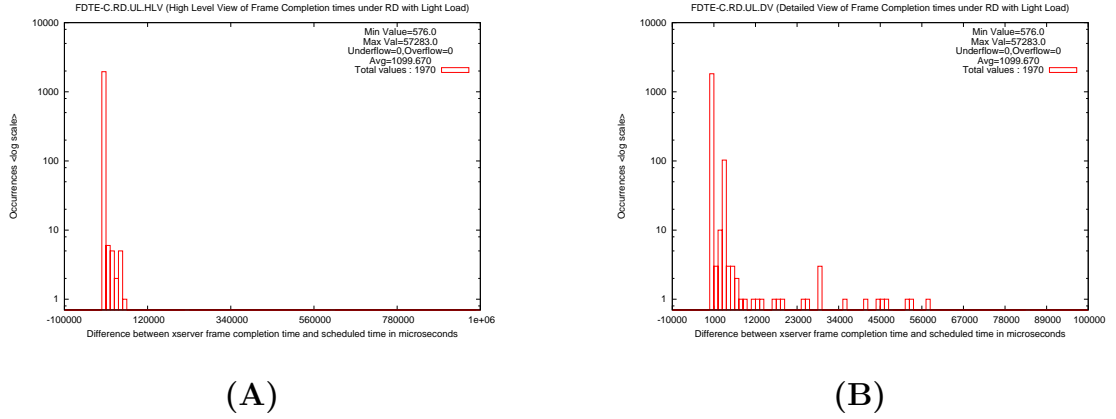 FDTE-C.RD.UL.HLV (High Level View of Frame Completion times under RD with Light Load)
10000
1000
100
10
1
Occurrences <log scale>
Min Value=576.0
Max Val=57283.0
Underflow=0,Overflow=0
Avg=1099.670
Total values : 1970
-100000 120000 340000 560000 780000 1e+06
Difference between xserver frame completion time and scheduled time in microseconds
(A)
FDTE-C.RD.UL.DV (Detailed View of Frame Completion times under RD with Light Load)
10000
1000
100
10
1
Occurrences <log scale>
Min Value=576.0
Max Val=57283.0
Underflow=0,Overflow=0
Avg=1099.670
Total values : 1970
-10000 1000 12000 23000 34000 45000 56000 67000 78000 89000 100000
Difference between xserver frame completion time and scheduled time in microseconds
(B)